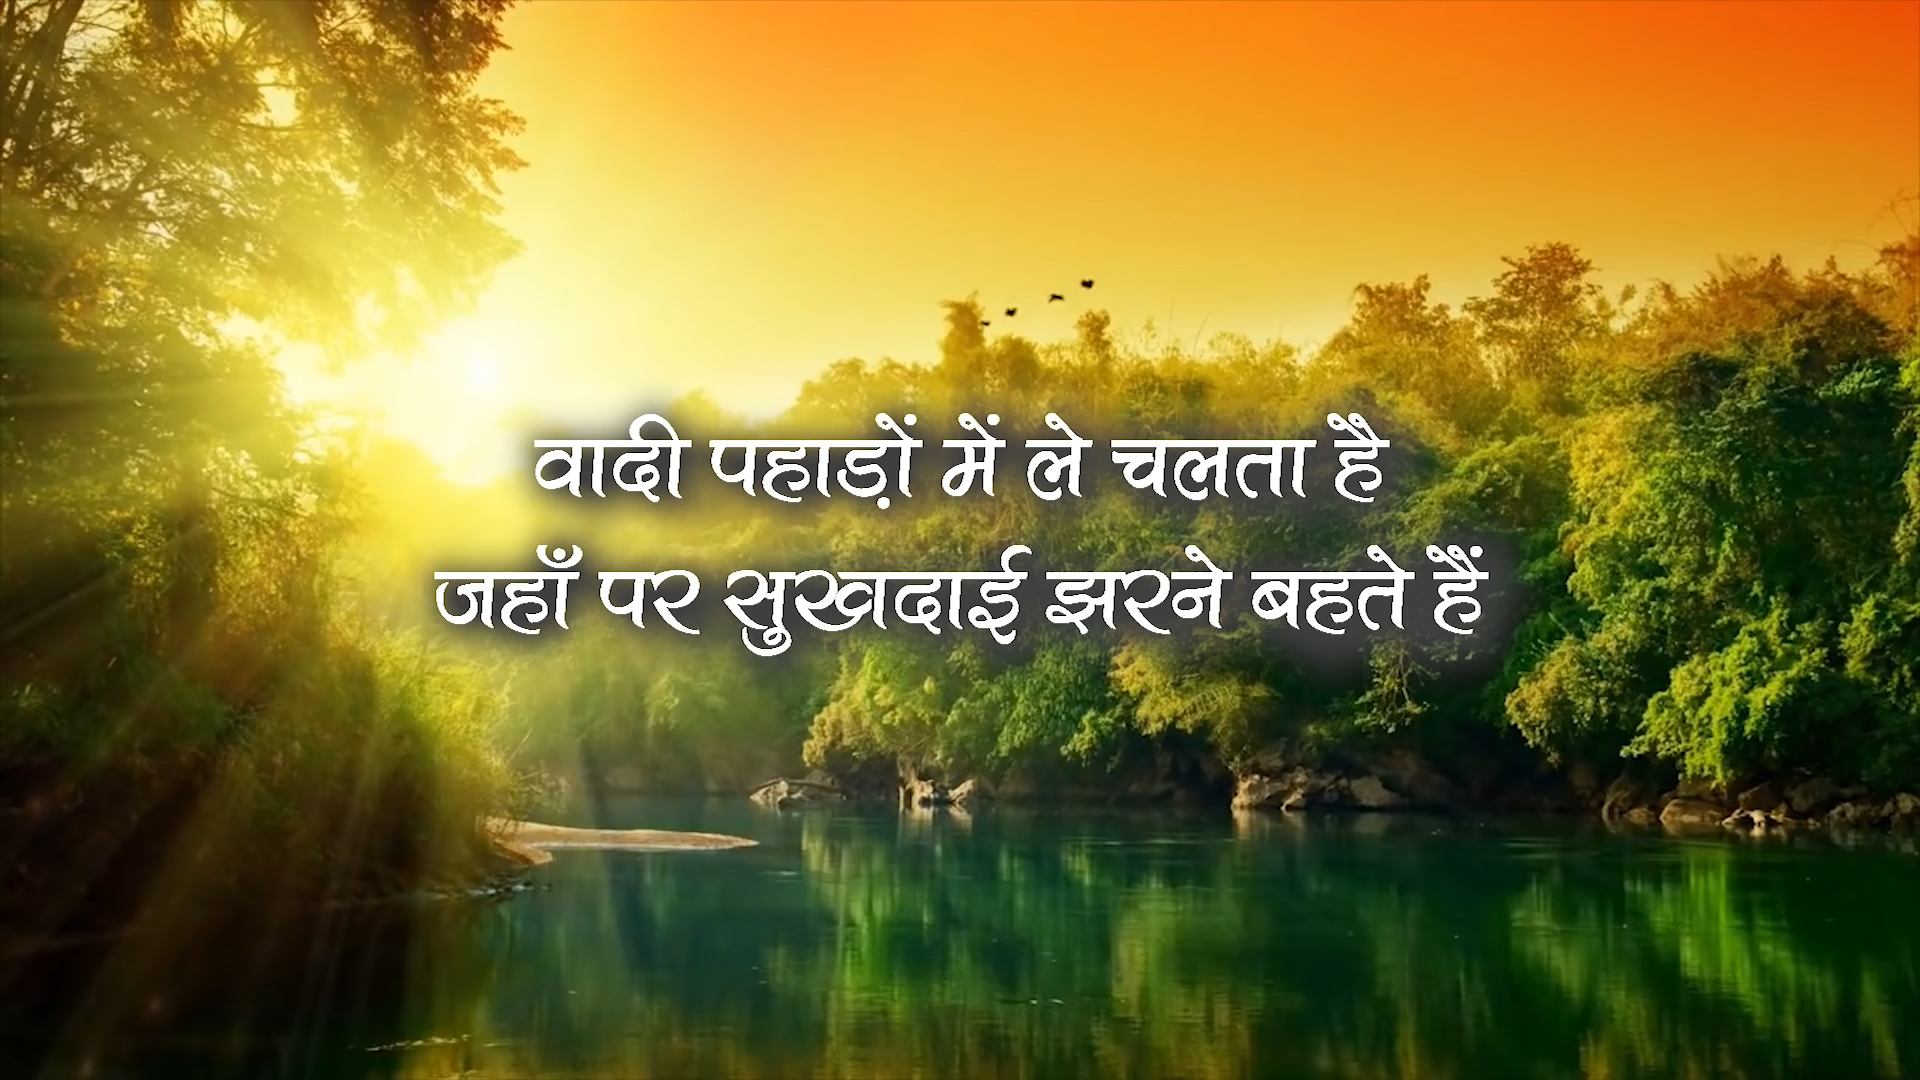 वादी पहाड़ों में ले चलता है
जहाँ पर सुखदाई झरने बहते हैं